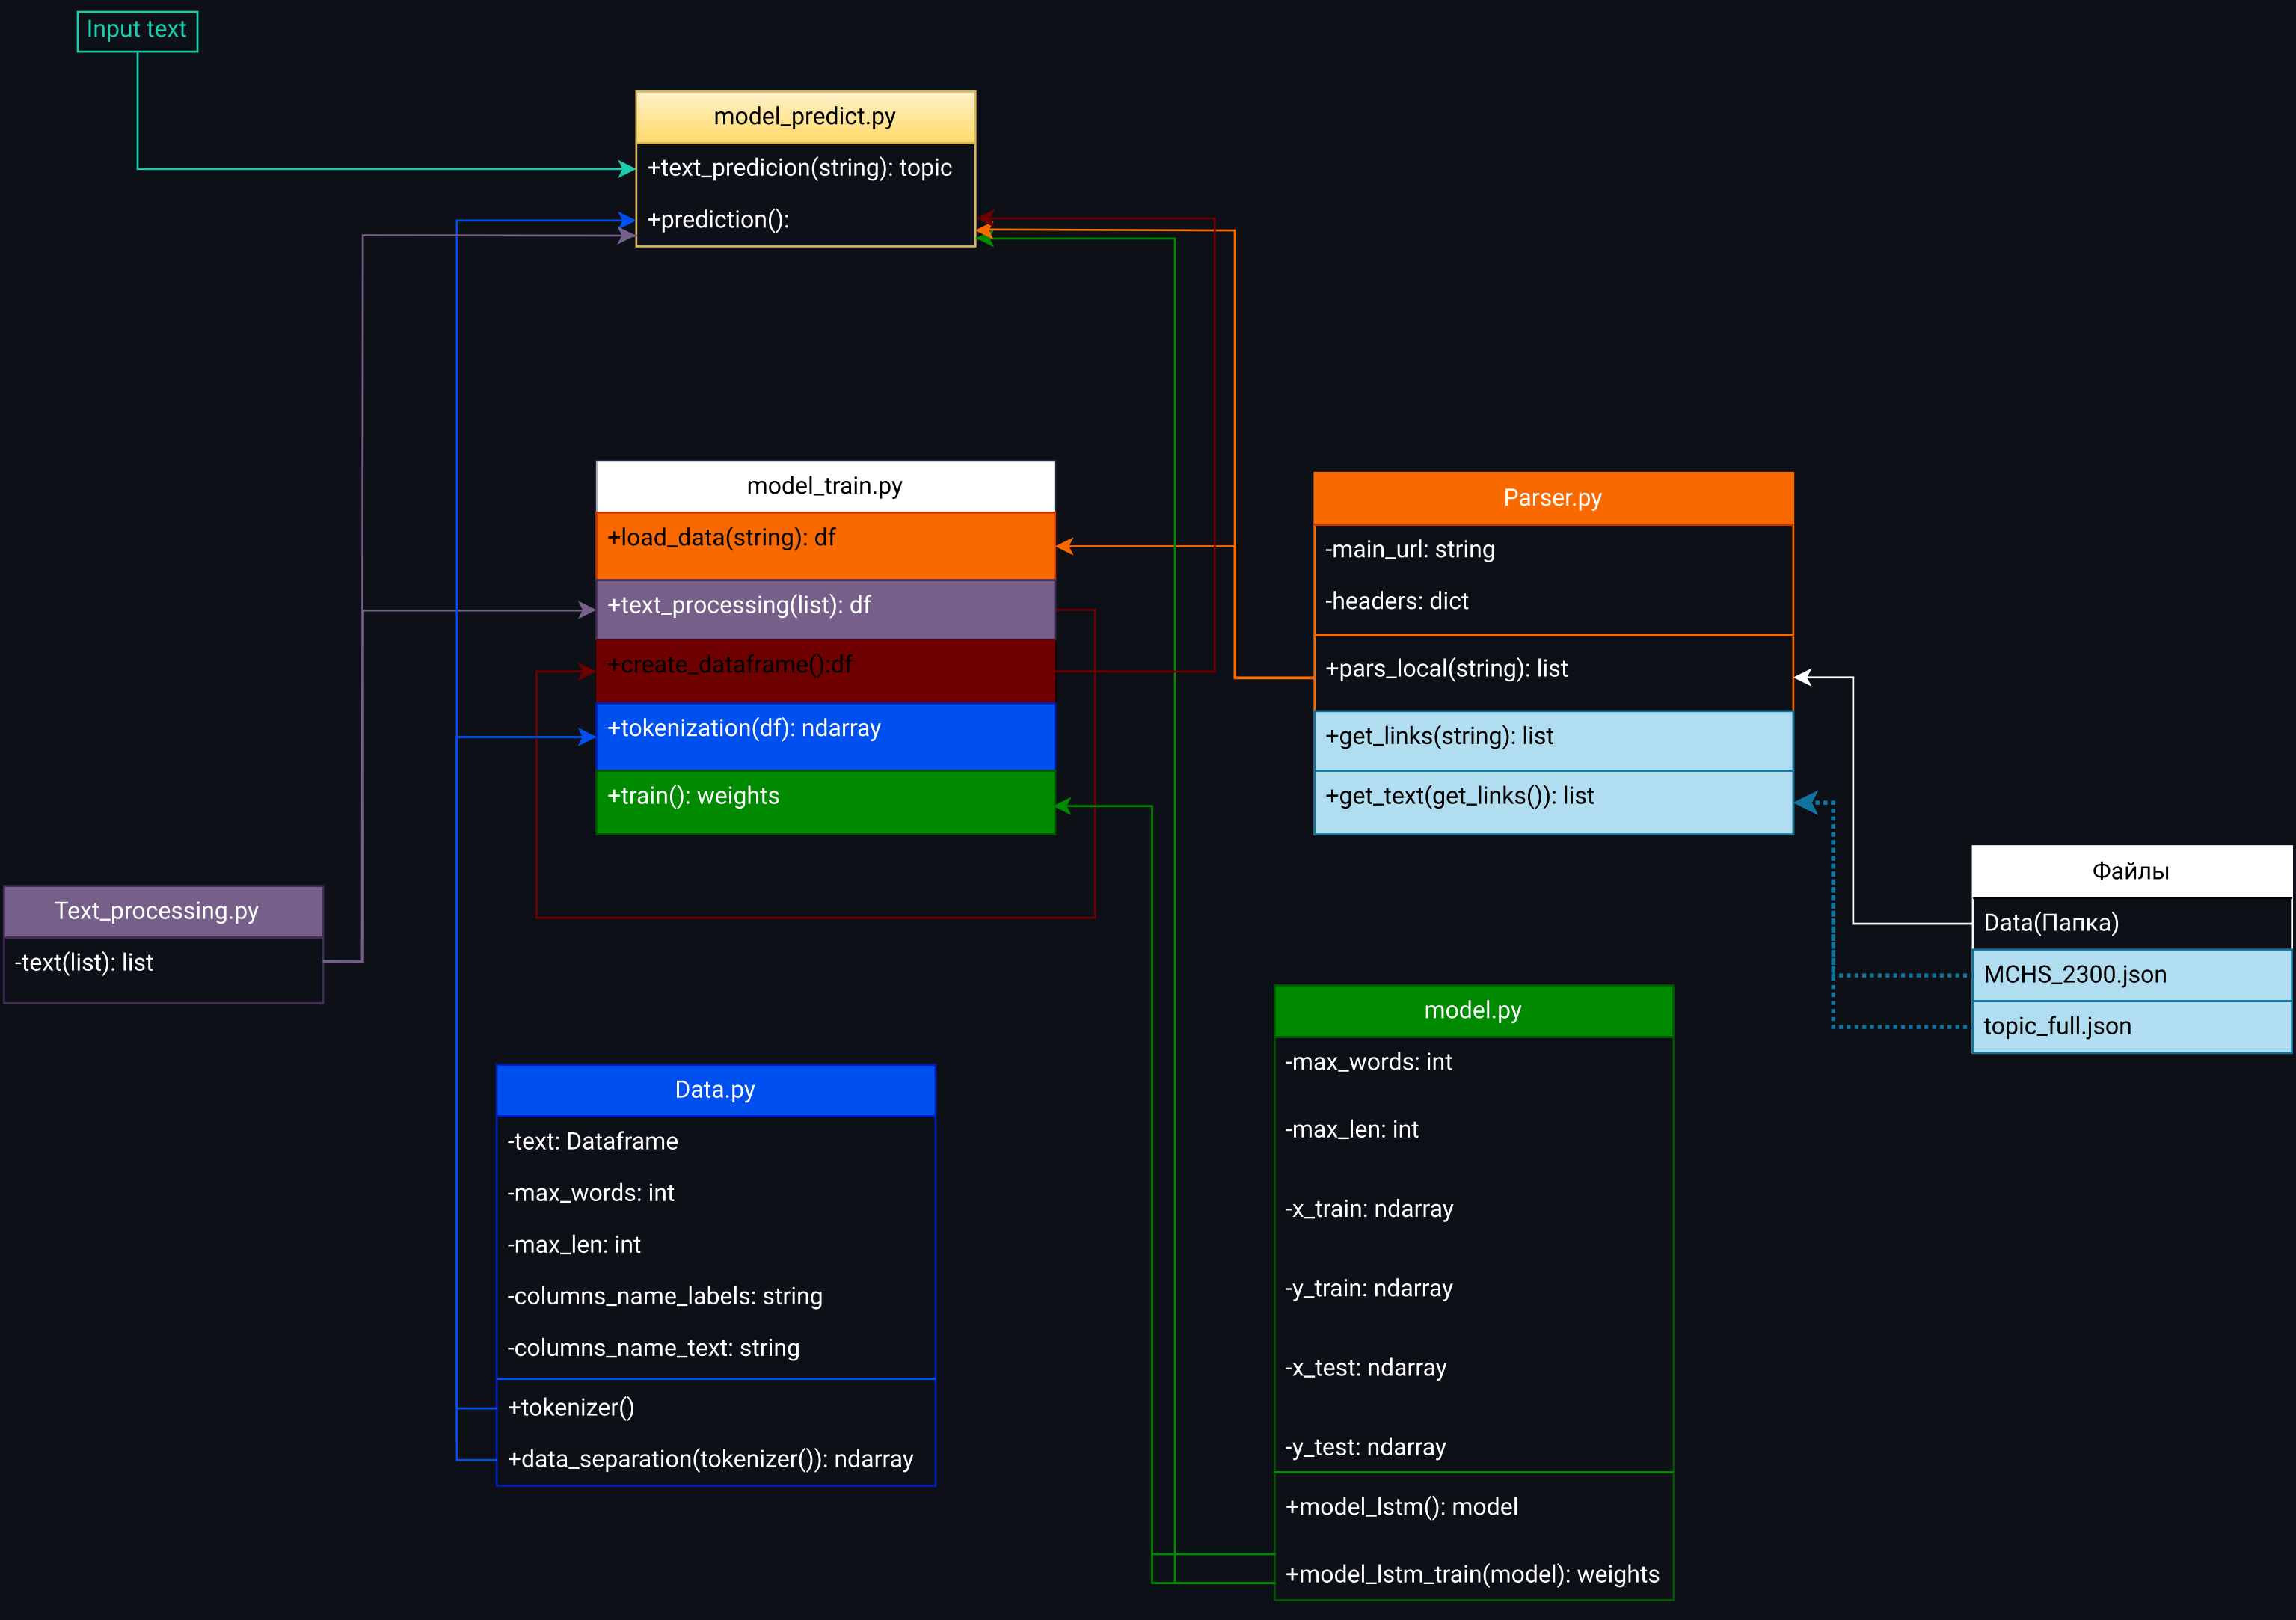 Input text
model_predict.py
+text_predicion(string): topic
+prediction():
model_train.py
+load_data(string): df
+text_processing(list): df
+create_dataframe():df
+tokenization(df): ndarray
+train(): weights
Parser.py
-main_url: string
-headers: dict
+pars_local(string): list
+get_links(string): list
+get_text(get_links()): list
Файлы
Data(Папка)
MCHS_2300.json
topic_full.json
Text_processing.py
-text(list): list
Data.py
-text: Dataframe
-max_words: int
-max_len: int
-columns_name_labels: string
-columns_name_text: string
+tokenizer()
+data_separation(tokenizer()): ndarray
model.py
-max_words: int
-max_len: int
-x_train: ndarray
-y_train: ndarray
-x_test: ndarray
-y_test: ndarray
+model_lstm(): model
+model_lstm_train(model): weights